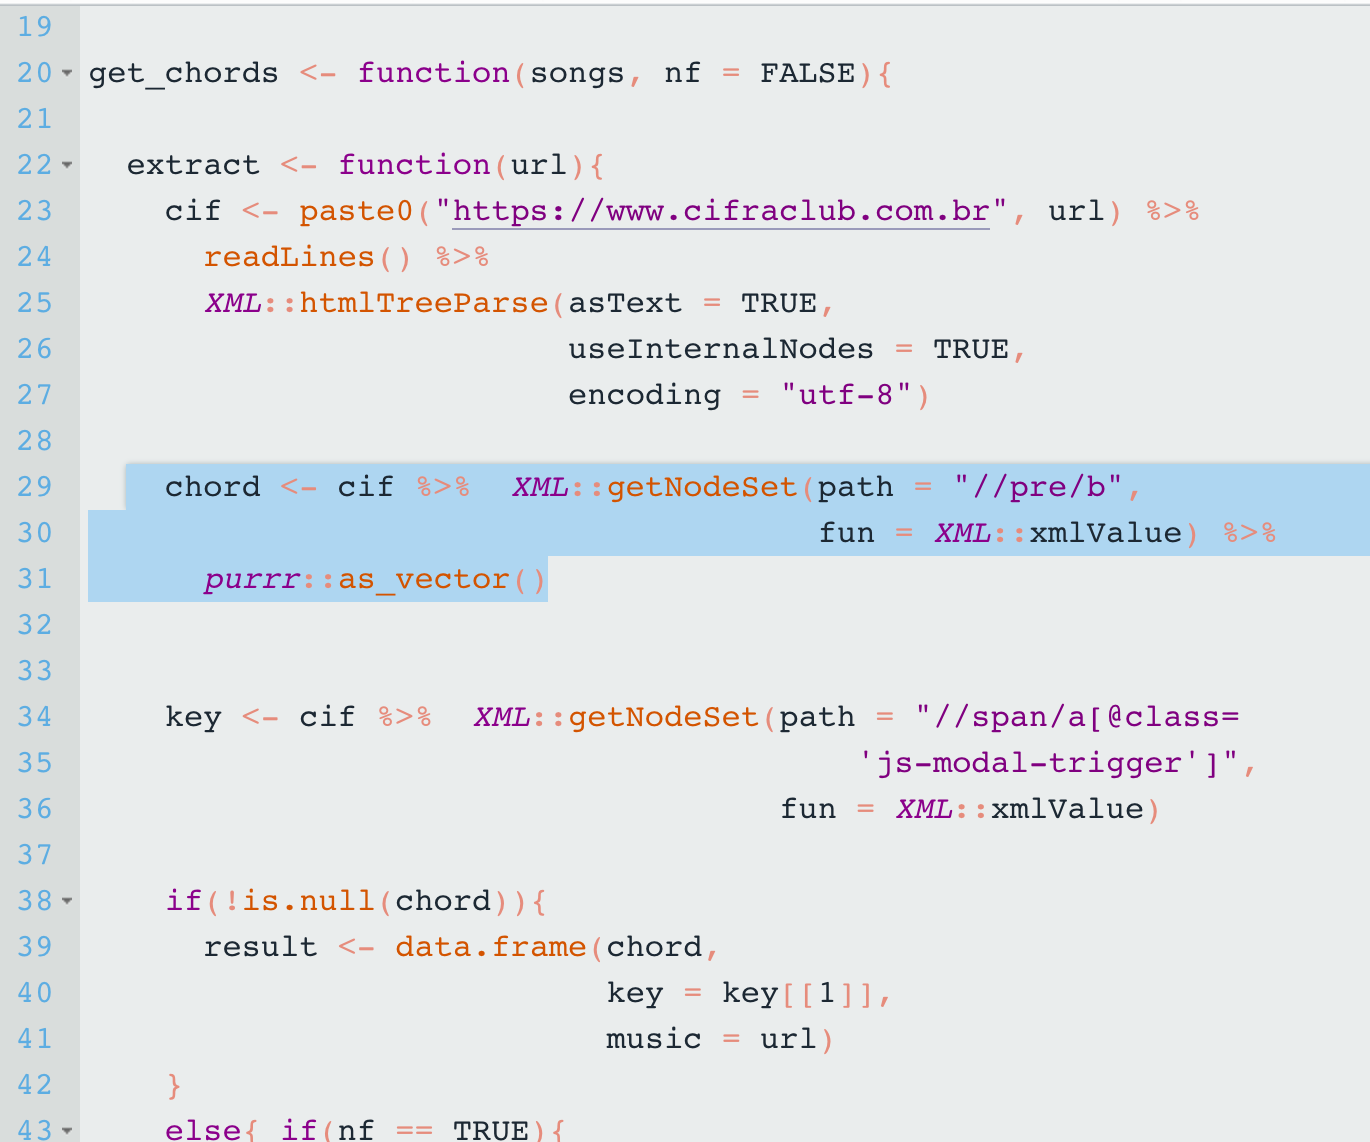 19
20 get_chords <- function(songs, nf = FALSE){
21
22   extract <- function(url){
23     cif <- paste0("https://www.cifraclub.com.br", url) %>%
24       readLines() %>%
25       XML::htmlTreeParse(asText = TRUE,
26                          useInternalNodes = TRUE,
27                          encoding = "utf-8")
28
29     chord <- cif %>%  XML::getNodeSet(path = "//pre/b",
30                                       fun = XML::xmlValue) %>%
31       purrr::as_vector()
32
33
34     key <- cif %>%  XML::getNodeSet(path = "//span/a[@class=
35                                         'js-modal-trigger']",
36                                     fun = XML::xmlValue)
37
38     if(!is.null(chord)){
39       result <- data.frame(chord,
40                            key = key[[1]],
41                            music = url)
42     }
43     else{ if(nf == TRUE){